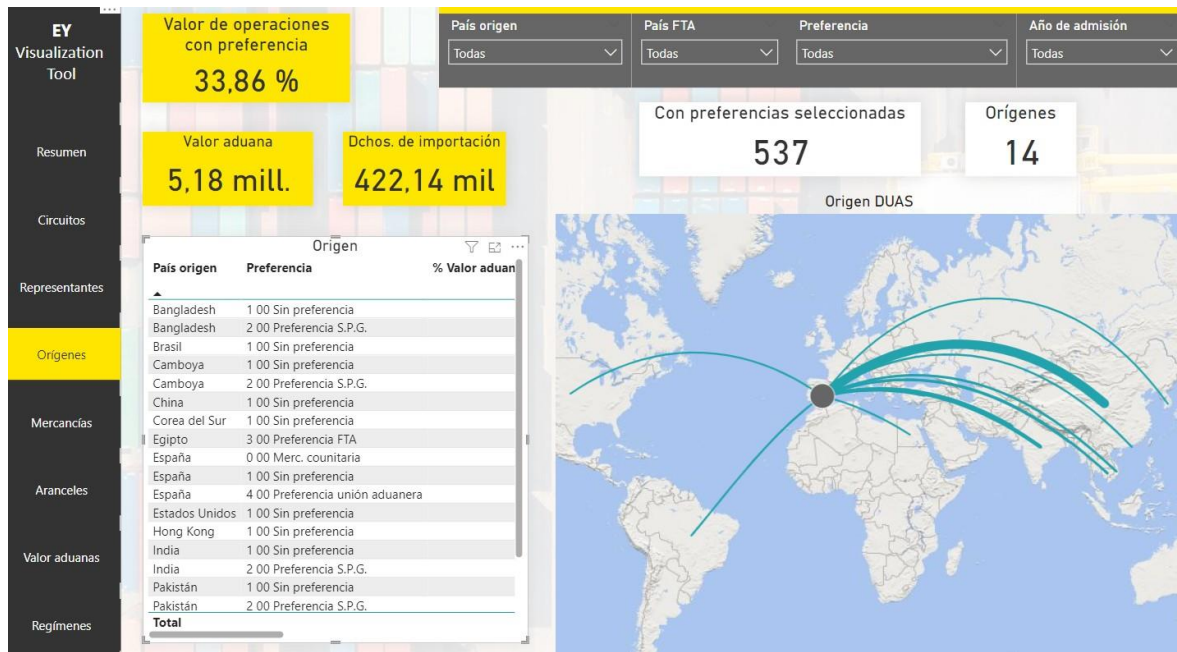 EY
Visualization
Tool
Resumen
Circuitos
Representantes
Orígenes
Mercancías
Aranceles
Valor aduanas
Regímenes
Valor de operaciones
con preferencia
33,86 %
País origen
Todas
País FTA
Todas
Preferencia
Todas
Año de admisión
Todas
Con preferencias seleccionadas
537
Orígenes
14
Valor aduana
5,18 mill.
Dchos. de importación
422,14 mil
Origen DUAS
Origen
País origen Preferencia % Valor aduan
Bangladesh 1 00 Sin preferencia
Bangladesh 2 00 Preferencia S.P.G.
Brasil 1 00 Sin preferencia
Camboya 1 00 Sin preferencia
Camboya 2 00 Preferencia S.P.G.
China 1 00 Sin preferencia
Corea del Sur 1 00 Sin preferencia
Egipto 3 00 Preferencia FTA
España 0 00 Merc. counitaria
España 1 00 Sin preferencia
España 4 00 Preferencia unión aduanera
Estados Unidos 1 00 Sin preferencia
Hong Kong 1 00 Sin preferencia
India 1 00 Sin preferencia
India 2 00 Preferencia S.P.G.
Pakistán 1 00 Sin preferencia
Pakistán 2 00 Preferencia S.P.G.
Total